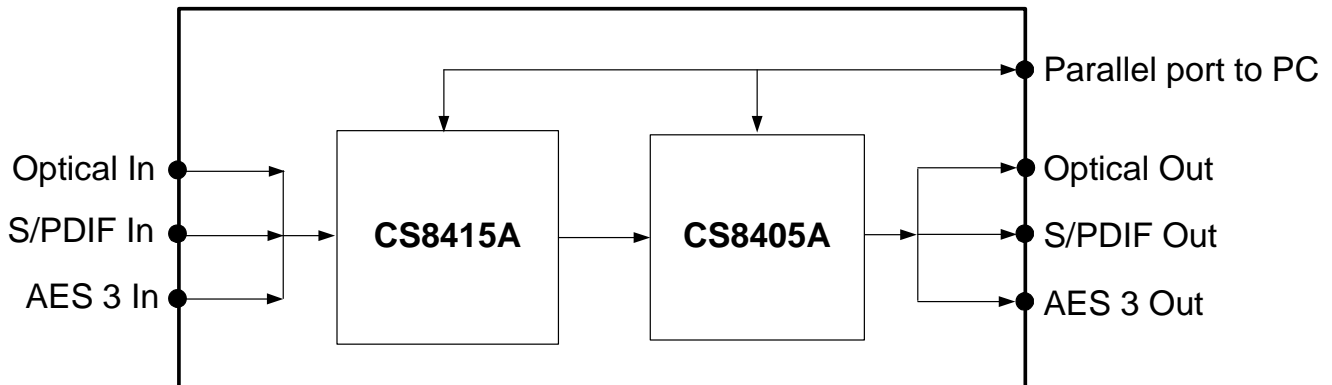 Parallel port to PC
Optical In
S/PDIF In
AES 3 In
CS8415A
CS8405A
Optical Out
S/PDIF Out
AES 3 Out